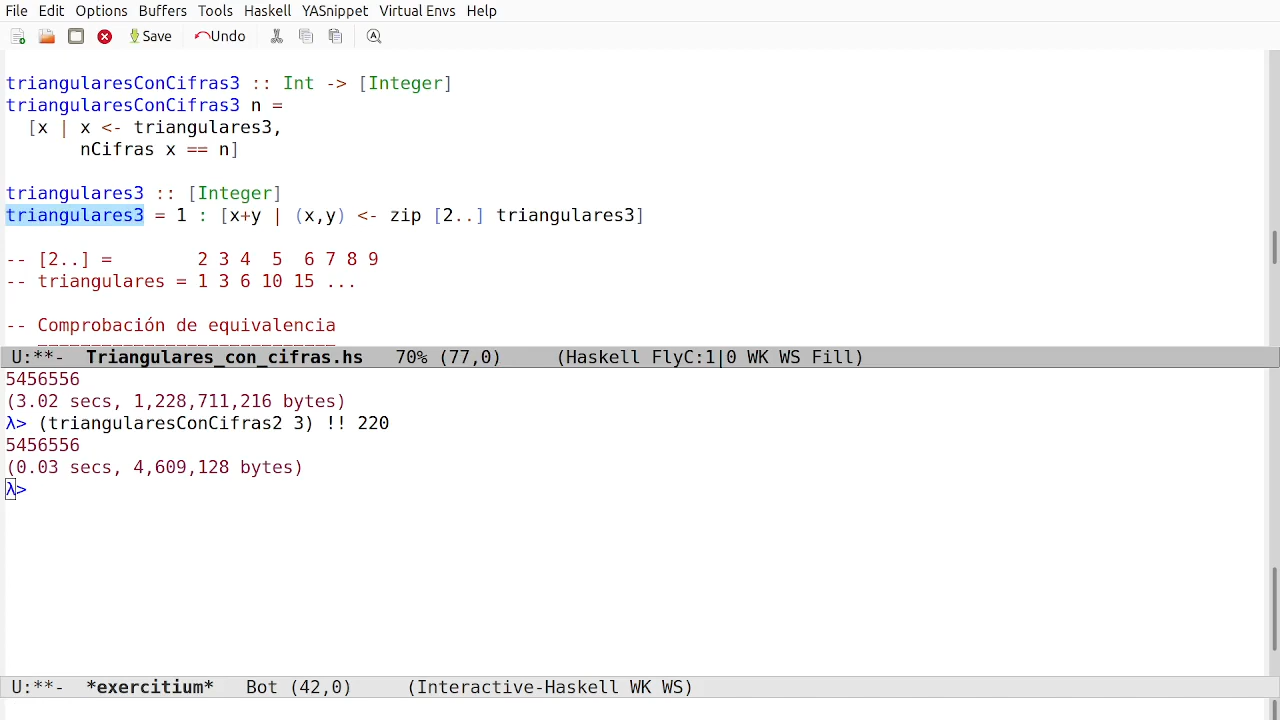 File Edit Options Buffers Tools Haskell YASnippet Virtual Envs Help
Save Undo
triangularesConCifras3 :: Int -> [Integer]
triangularesConCifras3 n =
  [x | x <- triangulares3,
       nCifras x == n]
triangulares3 :: [Integer]
triangulares3 = 1 : [x+y | (x,y) <- zip [2..] triangulares3]
-- [2..] =        2 3 4  5  6 7 8 9
-- triangulares = 1 3 6 10 15 ...
-- Comprobación de equivalencia
U:**-  Triangulares_con_cifras.hs   70% (77,0)     (Haskell FlyC:1|0 WK WS Fill)
5456556
(3.02 secs, 1,228,711,216 bytes)
λ> (triangularesConCifras2 3) !! 220
5456556
(0.03 secs, 4,609,128 bytes)
λ>
U:**-  *exercitium*   Bot (42,0)     (Interactive-Haskell WK WS)